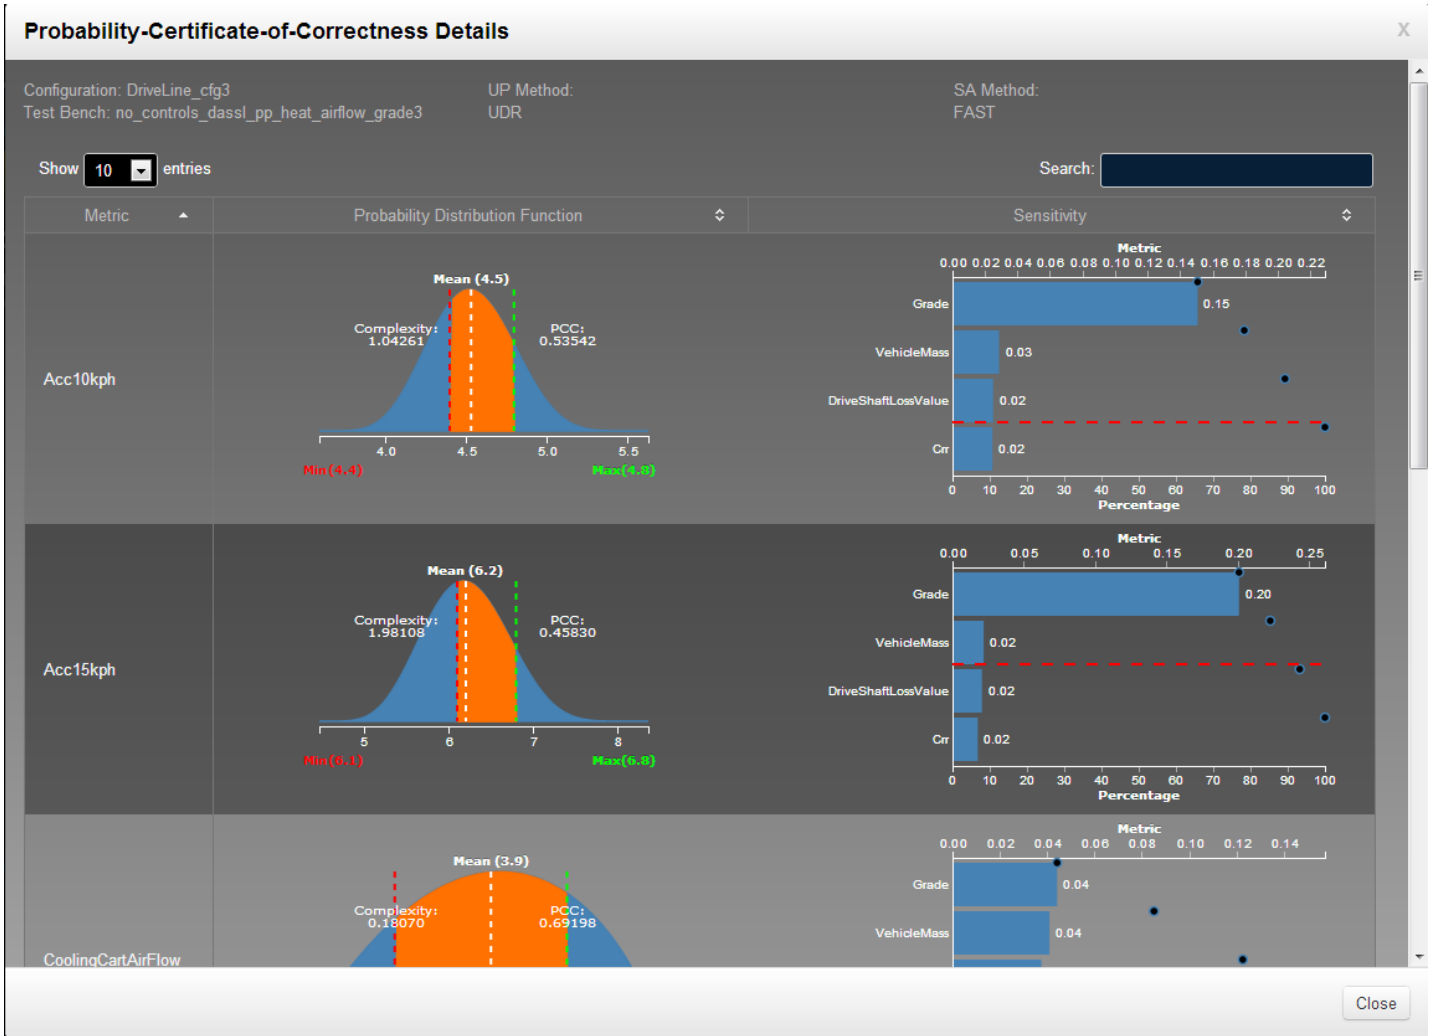 Probability-Certificate-of-Correctness Details
X
Configuration: DriveLine_cfg3
Test Bench: no_controls_dassl_pp_heat_airflow_grade3
UP Method:
UDR
SA Method:
FAST
Show 10 entries
Search:
Metric
Probability Distribution Function
Sensitivity
Acc10kph
Mean (4.5)
Complexity:
1.04261
PCC:
0.53542
4.0 4.5 5.0 5.5
Min(4.4)
Max(4.8)
Metric
0.00 0.02 0.04 0.06 0.08 0.10 0.12 0.14 0.16 0.18 0.20 0.22
Grade 0.15
VehicleMass 0.03
DriveShaftLossValue 0.02
Crr 0.02
0 10 20 30 40 50 60 70 80 90 100
Percentage
Acc15kph
Mean (6.2)
Complexity:
1.98108
PCC:
0.45830
5 6 7 8
Min(6.1)
Max(6.8)
Metric
0.00 0.05 0.10 0.15 0.20 0.25
Grade 0.20
VehicleMass 0.02
DriveShaftLossValue 0.02
Crr 0.02
0 10 20 30 40 50 60 70 80 90 100
Percentage
CoolingCartAirFlow
Mean (3.9)
Complexity:
0.18070
PCC:
0.69198
Metric
0.00 0.02 0.04 0.06 0.08 0.10 0.12 0.14
Grade 0.04
VehicleMass 0.04
Close